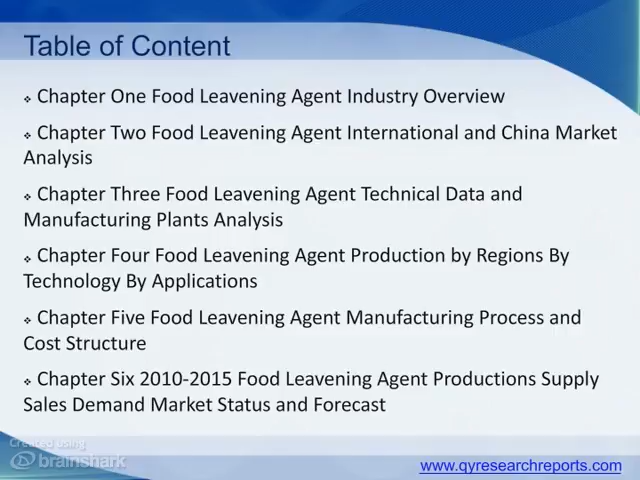 Table of Content
❖ Chapter One Food Leavening Agent Industry Overview
❖ Chapter Two Food Leavening Agent International and China Market
Analysis
❖ Chapter Three Food Leavening Agent Technical Data and
Manufacturing Plants Analysis
❖ Chapter Four Food Leavening Agent Production by Regions By
Technology By Applications
❖ Chapter Five Food Leavening Agent Manufacturing Process and
Cost Structure
❖ Chapter Six 2010-2015 Food Leavening Agent Productions Supply
Sales Demand Market Status and Forecast
Created using
brainshark
www.qyresearchreports.com